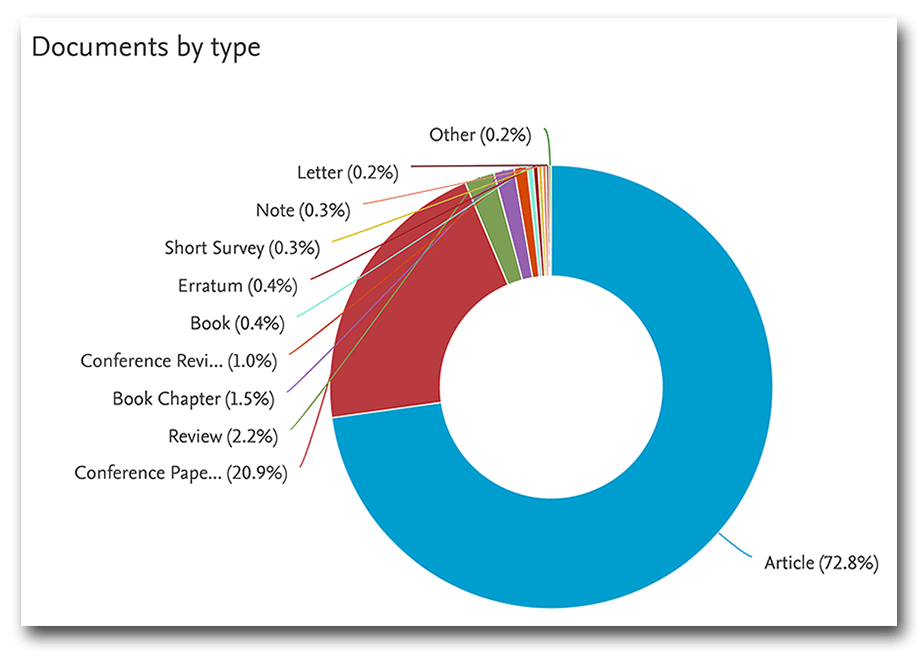 Documents by type
Other (0.2%)
Letter (0.2%)
Note (0.3%)
Short Survey (0.3%)
Erratum (0.4%)
Book (0.4%)
Conference Revi... (1.0%)
Book Chapter (1.5%)
Review (2.2%)
Conference Pape... (20.9%)
Article (72.8%)